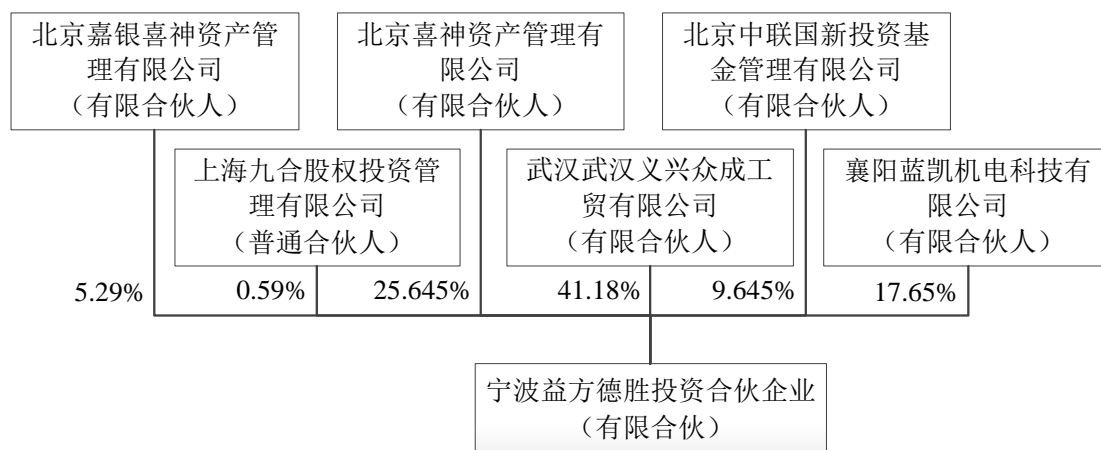 北京嘉银喜神资产管
理有限公司
（有限合伙人）
北京喜神资产管理有
限公司
（有限合伙人）
北京中联国新投资基
金管理有限公司
（有限合伙人）
上海九合股权投资管
理有限公司
（普通合伙人）
武汉武汉义兴众成工
贸有限公司
（有限合伙人）
襄阳蓝凯机电科技有
限公司
（有限合伙人）
5.29%
0.59%
25.645%
41.18%
9.645%
17.65%
宁波益方德胜投资合伙企业
（有限合伙）